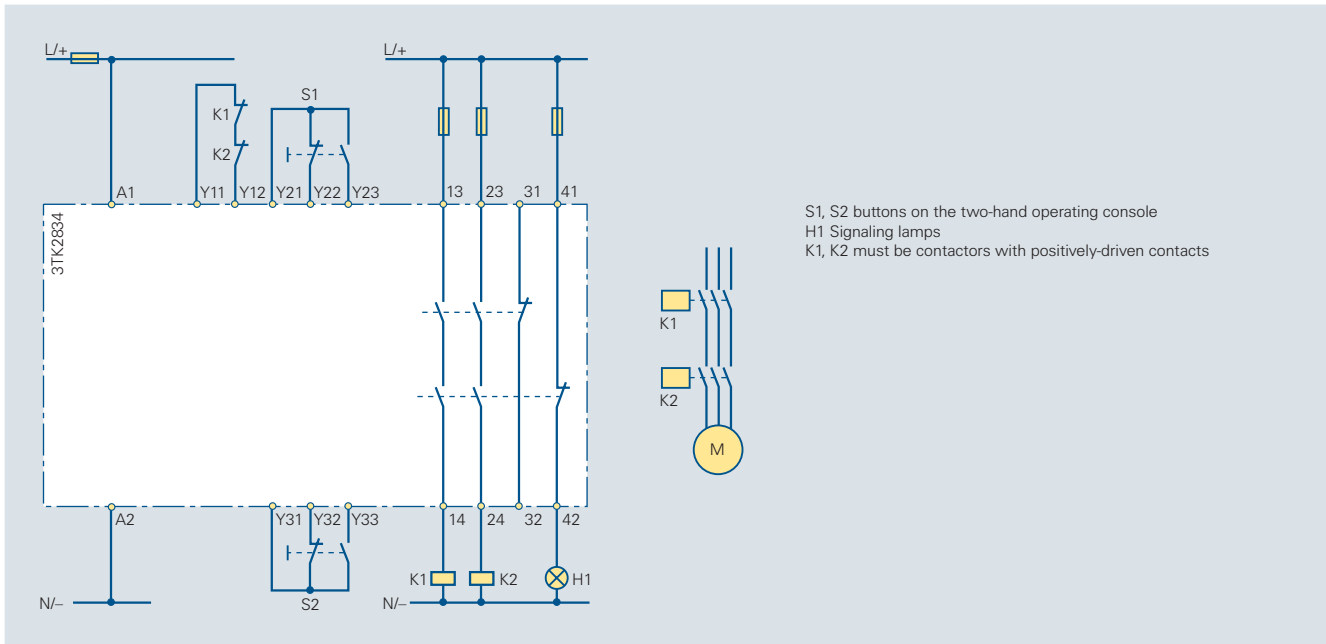 L/+
L/+
S1
K1
K2
A1
Y11
Y12
Y21
Y22
Y23
13
23
31
41
3TK2834
S1, S2 buttons on the two-hand operating console
H1 Signaling lamps
K1, K2 must be contactors with positively-driven contacts
K1
K2
M
A2
Y31
Y32
Y33
14
24
32
42
K1
K2
H1
N/–
S2
N/–